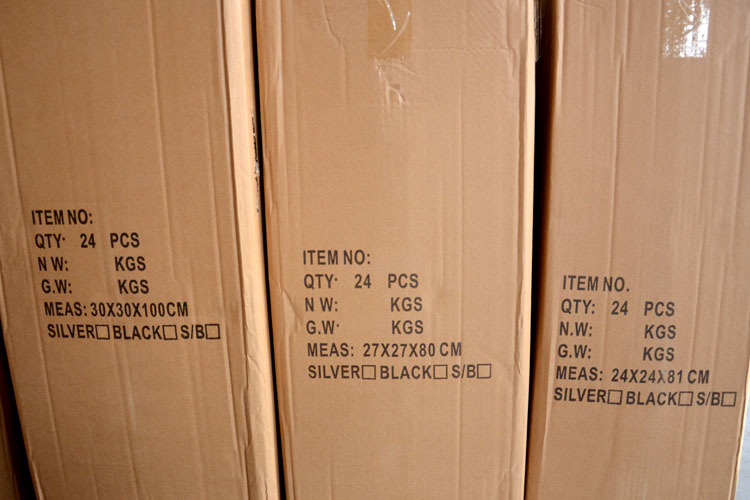 ITEM NO:
QTY· 24 PCS
N W: KGS
G.W: KGS
MEAS: 30X30X100CM
SILVER□ BLACK□ S/B□
ITEM NO:
QTY· 24 PCS
N W: KGS
G.W· KGS
MEAS: 27X27X80 CM
SILVER□ BLACK□ S/B□
ITEM NO.
QTY: 24 PCS
N.W: KGS
G.W: KGS
MEAS: 24X24X81 CM
SILVER□ BLACK□ S/B□